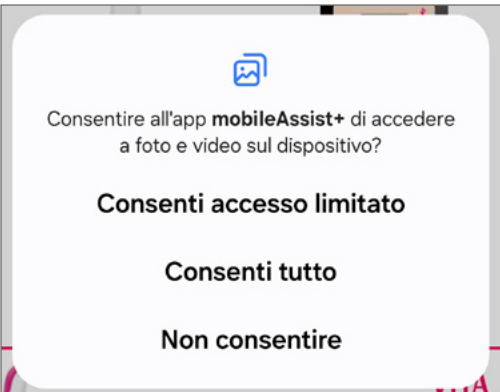 Consentire all'app mobileAssist+ di accedere
a foto e video sul dispositivo?
Consenti accesso limitato
Consenti tutto
Non consentire